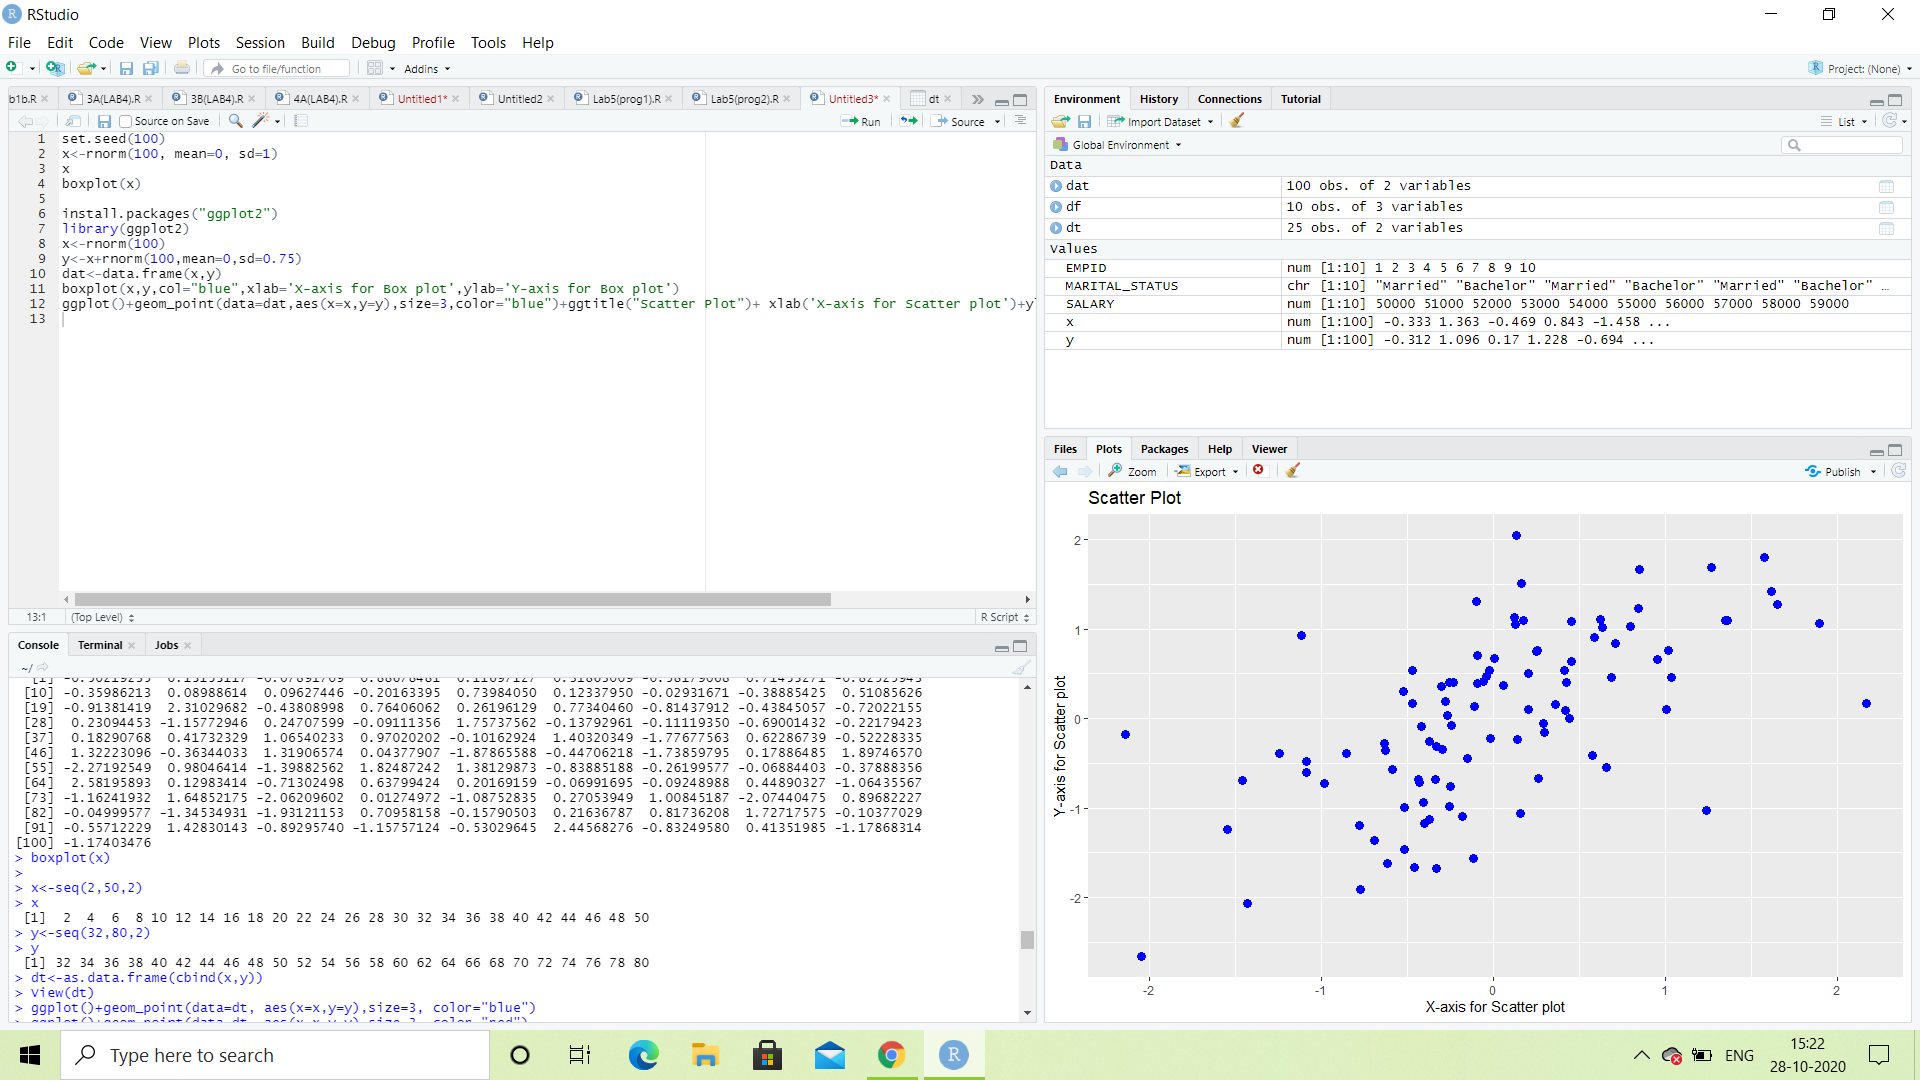 RStudio
File Edit Code View Plots Session Build Debug Profile Tools Help
Go to file/function Addins Project: (None)
b1b.R 3A(LAB4).R 3B(LAB4).R 4A(LAB4).R Untitled1* Untitled2 Lab5(prog1).R Lab5(prog2).R Untitled3* dt
Source on Save Run Source
1 set.seed(100)
2 x<-rnorm(100, mean=0, sd=1)
3 x
4 boxplot(x)
5
6 install.packages("ggplot2")
7 library(ggplot2)
8 x<-rnorm(100)
9 y<-x+rnorm(100,mean=0,sd=0.75)
10 dat<-data.frame(x,y)
11 boxplot(x,y,col="blue",xlab='X-axis for Box plot',ylab='Y-axis for Box plot')
12 ggplot()+geom_point(data=dat,aes(x=x,y=y),size=3,color="blue")+ggtitle("Scatter Plot")+ xlab('X-axis for Scatter plot')+y
13
13:1 (Top Level) R Script
Console Terminal Jobs
~/
[10] -0.35986213 0.08988614 0.09627446 -0.20163395 0.73984050 0.12337950 -0.02931671 -0.38885425 0.51085626
[19] -0.91381419 2.31029682 -0.43808998 0.76406062 0.26196129 0.77340460 -0.81437912 -0.43845057 -0.72022155
[28] 0.23094453 -1.15772946 0.24707599 -0.09111356 1.75737562 -0.13792961 -0.11119350 -0.69001432 -0.22179423
[37] 0.18290768 0.41732329 1.06540233 0.97020202 -0.10162924 1.40320349 -1.77677563 0.62286739 -0.52228335
[46] 1.32223096 -0.36344033 1.31906574 0.04377907 -1.87865588 -0.44706218 -1.73859795 0.17886485 1.89746570
[55] -2.27192549 0.98046414 -1.39882562 1.82487242 1.38129873 -0.83885188 -0.26199577 -0.06884403 -0.37888356
[64] 2.58195893 0.12983414 -0.71302498 0.63799424 0.20169159 -0.06991695 -0.09248988 0.44890327 -1.06435567
[73] -1.16241932 1.64852175 -2.06209602 0.01274972 -1.08752835 0.27053949 1.00845187 -2.07440475 0.89682227
[82] -0.04999577 -1.34534931 -1.93121153 0.70958158 -0.15790503 0.21636787 0.81736208 1.72717575 -0.10377029
[91] -0.55712229 1.42830143 -0.89295740 -1.15757124 -0.53029645 2.44568276 -0.83249580 0.41351985 -1.17868314
[100] -1.17403476
> boxplot(x)
>
> x<-seq(2,50,2)
> x
[1] 2 4 6 8 10 12 14 16 18 20 22 24 26 28 30 32 34 36 38 40 42 44 46 48 50
> y<-seq(32,80,2)
> y
[1] 32 34 36 38 40 42 44 46 48 50 52 54 56 58 60 62 64 66 68 70 72 74 76 78 80
> dt<-as.data.frame(cbind(x,y))
> View(dt)
> ggplot()+geom_point(data=dt, aes(x=x,y=y),size=3, color="blue")
Environment History Connections Tutorial
Import Dataset List
Global Environment
Data
dat 100 obs. of 2 variables
df 10 obs. of 3 variables
dt 25 obs. of 2 variables
Values
EMPID num [1:10] 1 2 3 4 5 6 7 8 9 10
MARITAL_STATUS chr [1:10] "Married" "Bachelor" "Married" "Bachelor" "Married" "Bachelor" …
SALARY num [1:10] 50000 51000 52000 53000 54000 55000 56000 57000 58000 59000
x num [1:100] -0.333 1.363 -0.469 0.843 -1.458 ...
y num [1:100] -0.312 1.096 0.17 1.228 -0.694 ...
Files Plots Packages Help Viewer
Zoom Export Publish
Scatter Plot
2
1
0
-1
-2
Y-axis for Scatter plot
-2 -1 0 1 2
X-axis for Scatter plot
Type here to search
ENG
15:22
28-10-2020